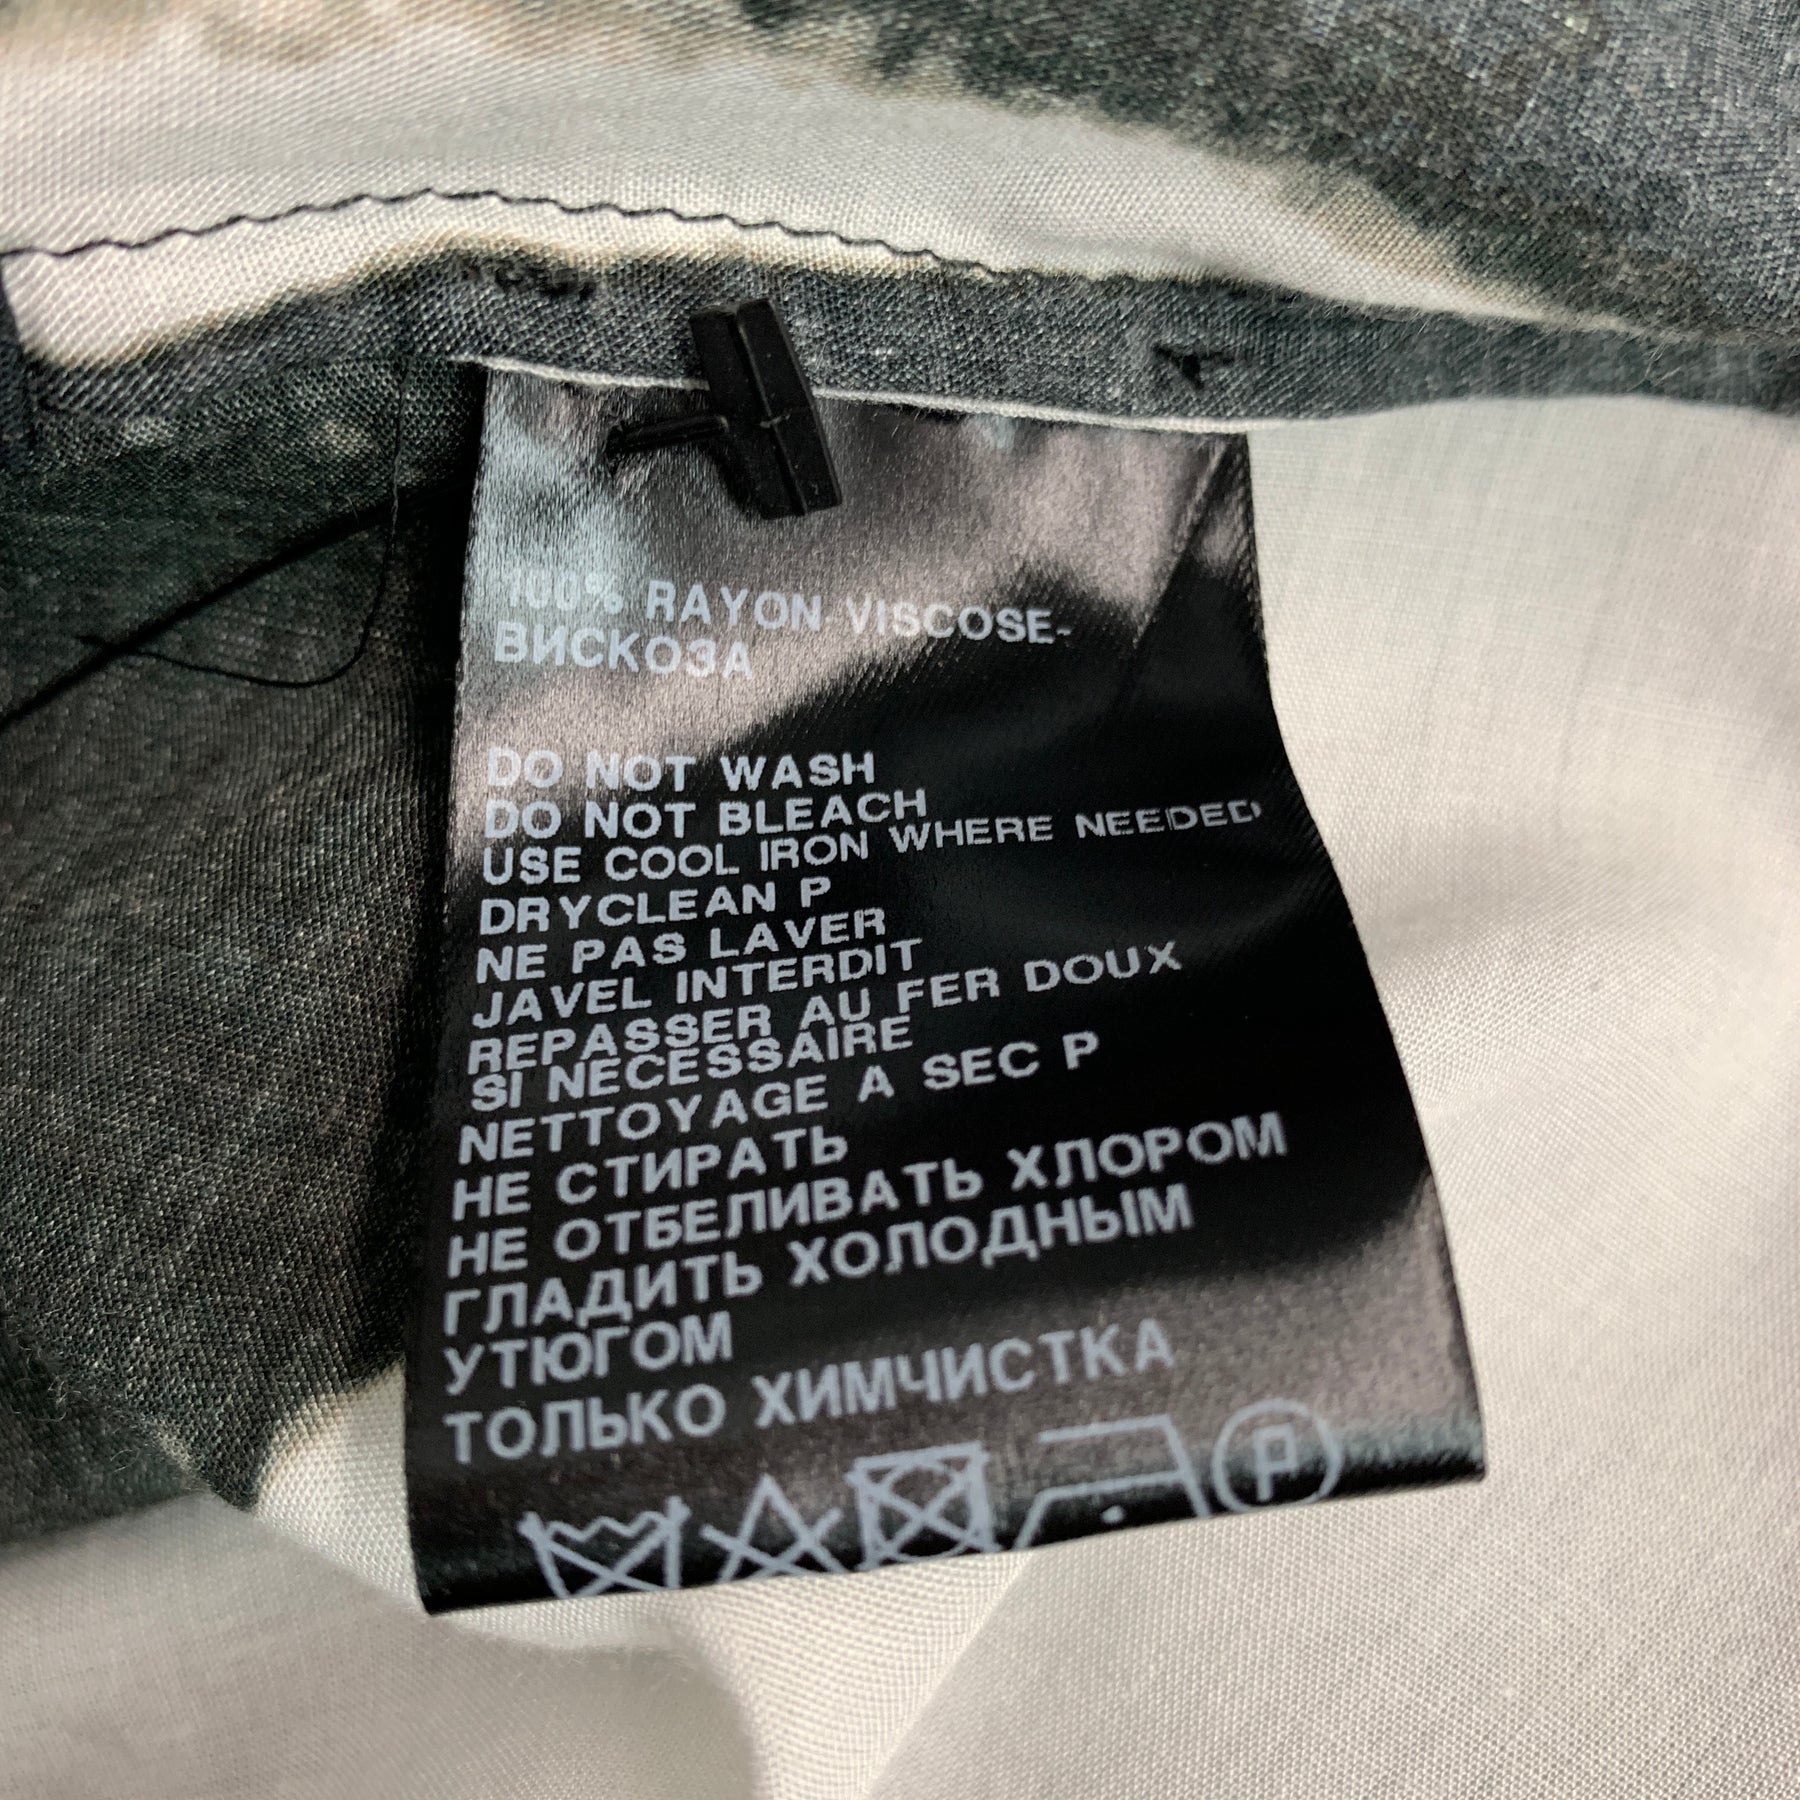 100% RAYON-VISCOSE-
ВИСКОЗА
DO NOT WASH
DO NOT BLEACH
USE COOL IRON WHERE NEEDED
DRYCLEAN P
NE PAS LAVER
JAVEL INTERDIT
REPASSER AU FER DOUX
SI NECESSAIRE
NETTOYAGE A SEC P
НЕ СТИРАТЬ
НЕ ОТБЕЛИВАТЬ ХЛОРОМ
ГЛАДИТЬ ХОЛОДНЫМ
УТЮГОМ
ТОЛЬКО ХИМЧИСТКА
P